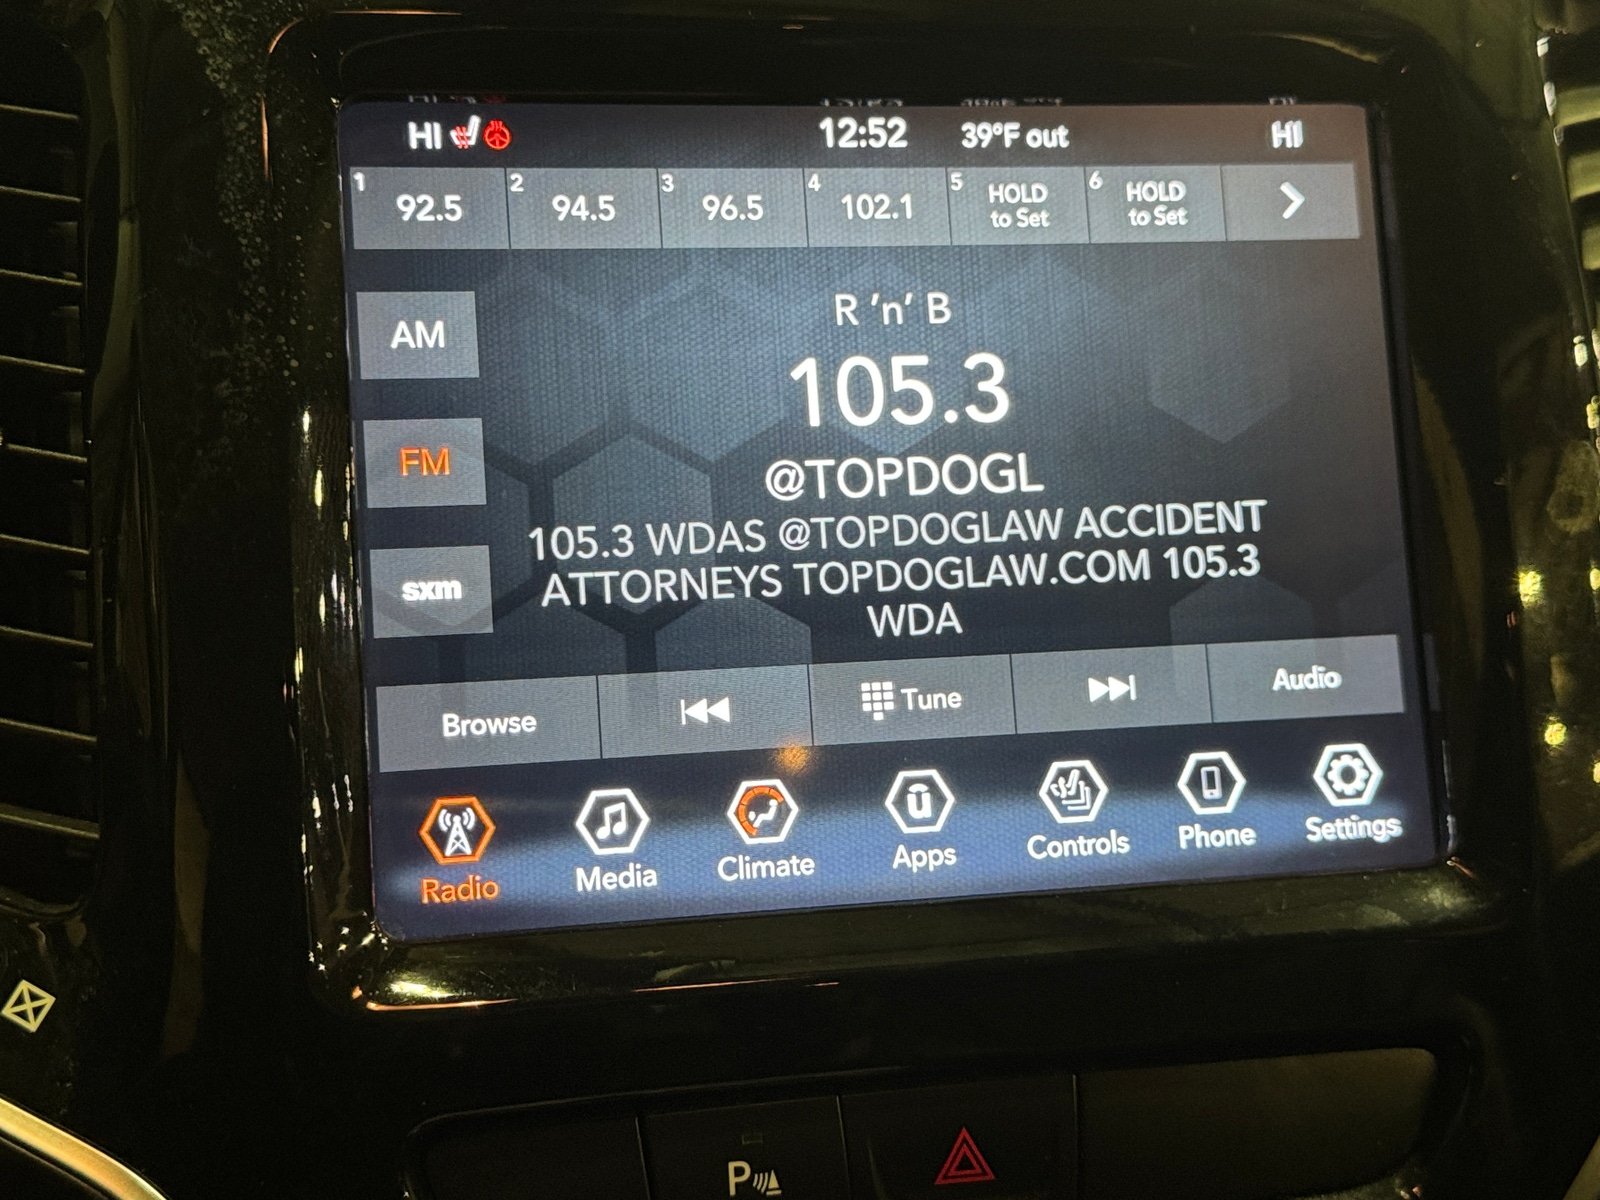 HI 12:52 39°F out HI
1 92.5 2 94.5 3 96.5 4 102.1 5 HOLD to Set 6 HOLD to Set
R 'n' B
AM
105.3
FM
@TOPDOGL
105.3 WDAS @TOPDOGLAW ACCIDENT
ATTORNEYS TOPDOGLAW.COM 105.3
WDA
sxm
Browse Tune Audio
Radio Media Climate Apps Controls Phone Settings
P